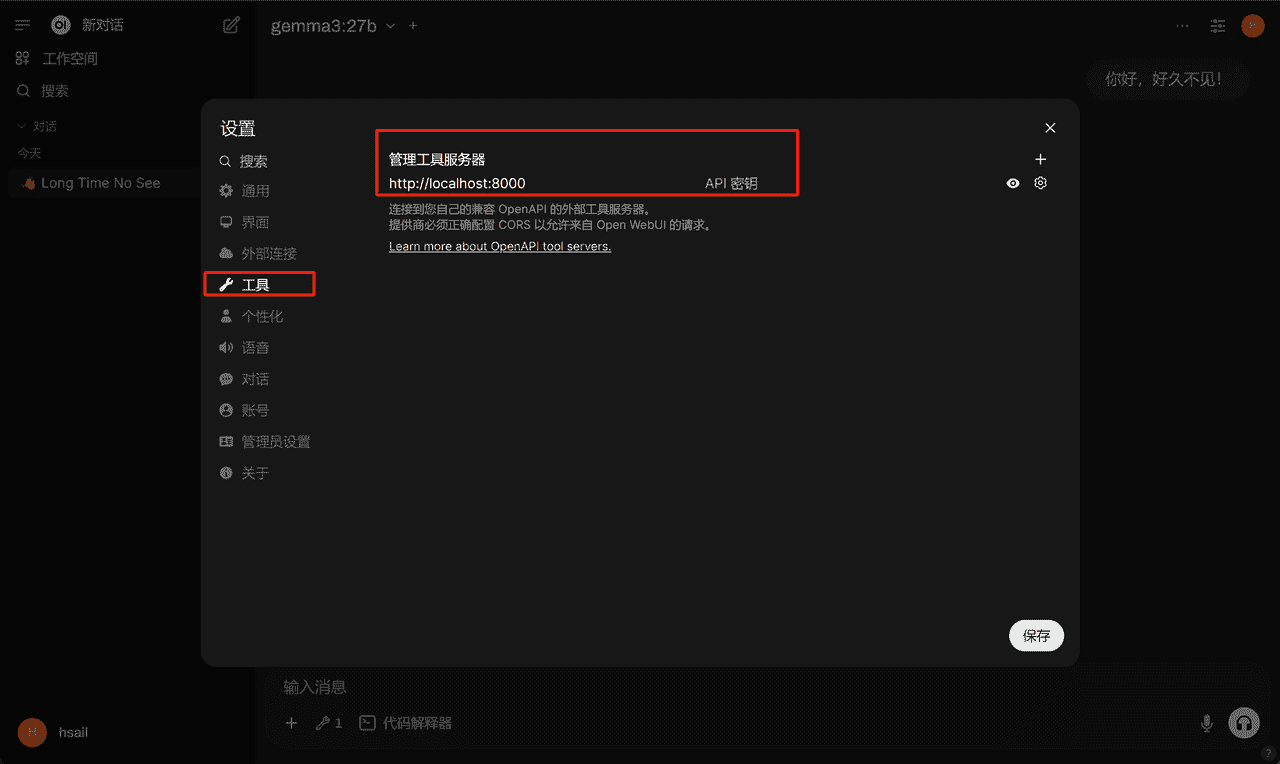 新对话
gemma3:27b
工作空间
搜索
对话
今天
Long Time No See
你好，好久不见！
设置
搜索
通用
界面
外部连接
工具
个性化
语音
对话
账号
管理员设置
关于
管理工具服务器
http://localhost:8000 API 密钥
连接到您自己的兼容 OpenAPI 的外部工具服务器。
提供商必须正确配置 CORS 以允许来自 Open WebUI 的请求。
Learn more about OpenAPI tool servers.
保存
输入消息
1 代码解释器
H hsail
?